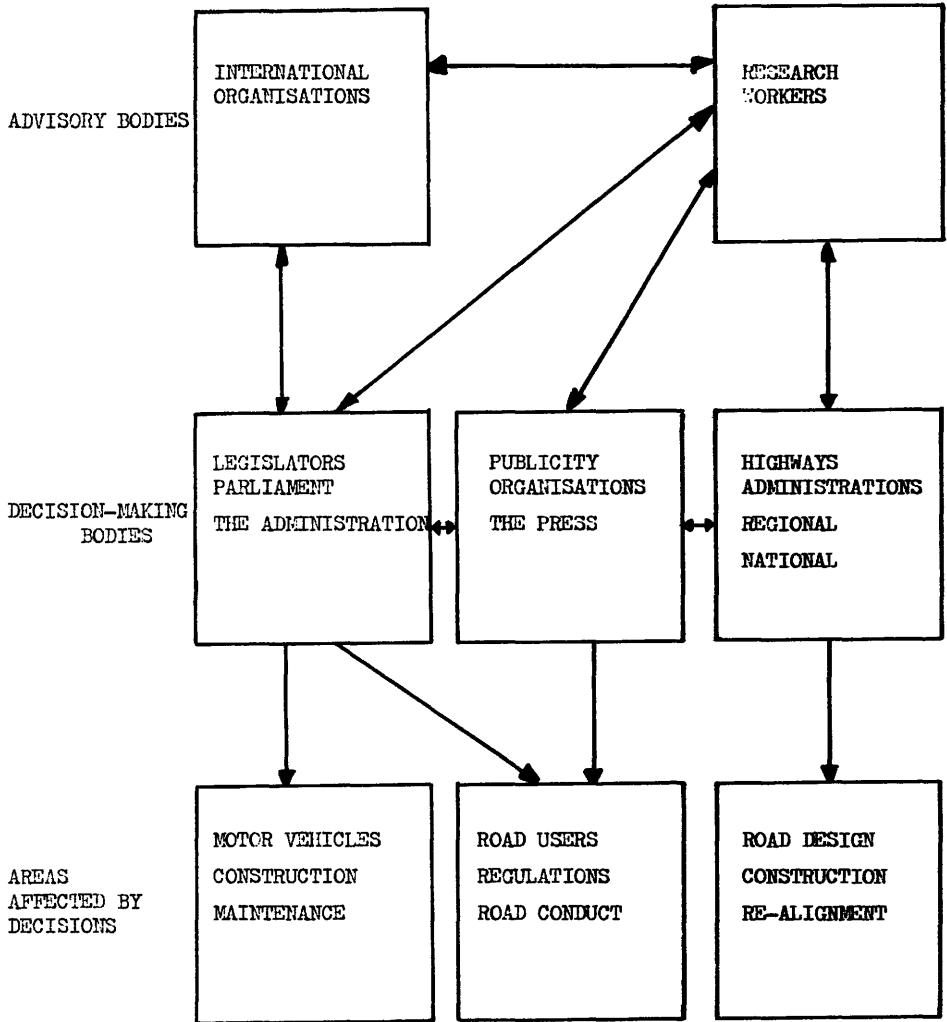 INTERNATIONAL
ORGANISATIONS
RESEARCH
WORKERS
ADVISORY BODIES
LEGISLATORS
PARLIAMENT
THE ADMINISTRATION
PUBLICITY
ORGANISATIONS
THE PRESS
HIGHWAYS
ADMINISTRATIONS
REGIONAL
NATIONAL
DECISION-MAKING
BODIES
MOTOR VEHICLES
CONSTRUCTION
MAINTENANCE
ROAD USERS
REGULATIONS
ROAD CONDUCT
ROAD DESIGN
CONSTRUCTION
RE-ALIGNMENT
AREAS
AFFECTED BY
DECISIONS